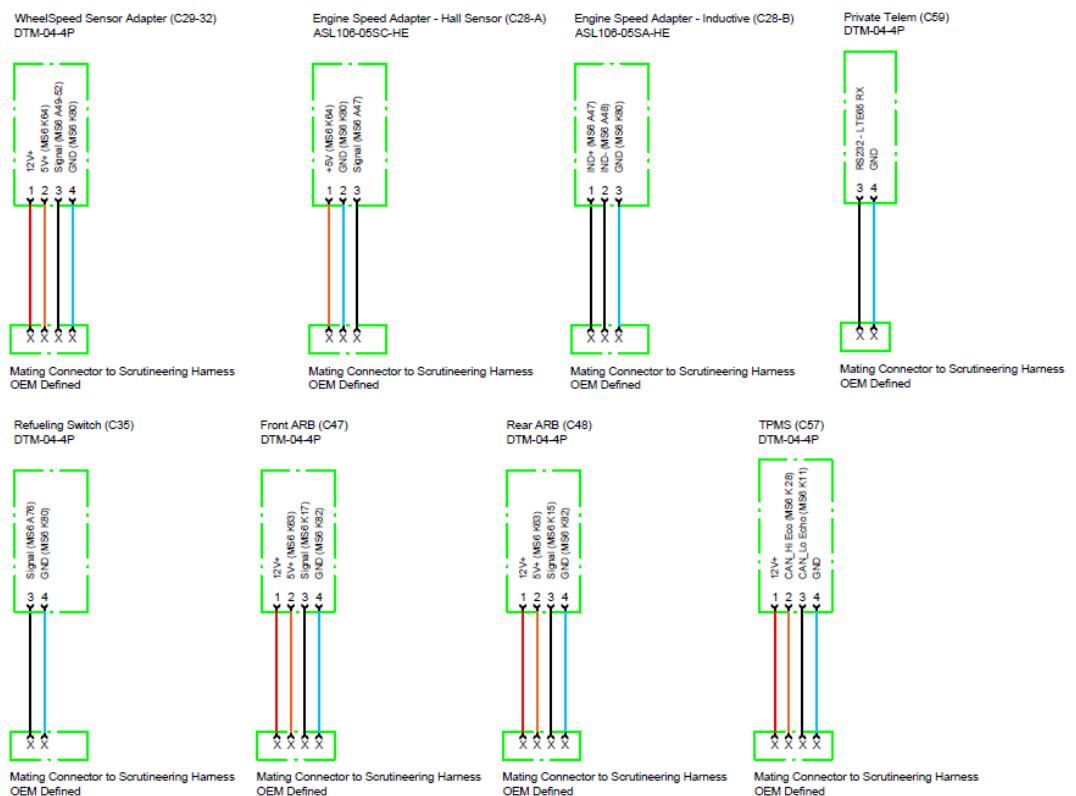 WheelSpeed Sensor Adapter (C29-32)
DTM-04-4P
12V+
5V+ (MS6 K64)
Signal (MS6 A49-52)
GND (MS6 K80)
1 2 3 4
X X X X
Mating Connector to Scrutineering Harness
OEM Defined
Engine Speed Adapter - Hall Sensor (C28-A)
ASL106-05SC-HE
+5V (MS6 K64)
GND (MS6 K80)
Signal (MS6 A47)
1 2 3
X X X
Mating Connector to Scrutineering Harness
OEM Defined
Engine Speed Adapter - Inductive (C28-B)
ASL106-05SA-HE
IND+ (MS6 A47)
IND- (MS6 A48)
GND (MS6 K80)
1 2 3
X X X
Mating Connector to Scrutineering Harness
OEM Defined
Private Telem (C59)
DTM-04-4P
RS232 - LTE65 RX
GND
3 4
X X
Mating Connector to Scrutineering Harness
OEM Defined
Refueling Switch (C35)
DTM-04-4P
Signal (MS6 A76)
GND (MS6 K80)
3 4
X X
Mating Connector to Scrutineering Harness
OEM Defined
Front ARB (C47)
DTM-04-4P
12V+
5V+ (MS6 K63)
Signal (MS6 K17)
GND (MS6 K82)
1 2 3 4
X X X X
Mating Connector to Scrutineering Harness
OEM Defined
Rear ARB (C48)
DTM-04-4P
12V+
5V+ (MS6 K63)
Signal (MS6 K15)
GND (MS6 K82)
1 2 3 4
X X X X
Mating Connector to Scrutineering Harness
OEM Defined
TPMS (C57)
DTM-04-4P
12V+
CAN_Hi Eco (MS6 K28)
CAN_Lo Echo (MS6 K11)
GND
1 2 3 4
X X X X
Mating Connector to Scrutineering Harness
OEM Defined